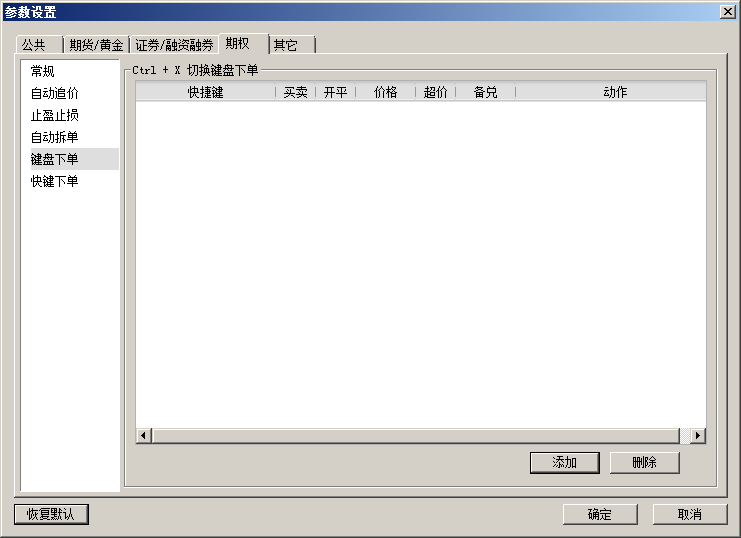 参数设置
公共 期货/黄金 证券/融资融券 期权 其它
常规
自动追价
止盈止损
自动拆单
键盘下单
快键下单
Ctrl + X 切换键盘下单
快捷键 买卖 开平 价格 超价 备兑 动作
添加 删除
恢复默认 确定 取消